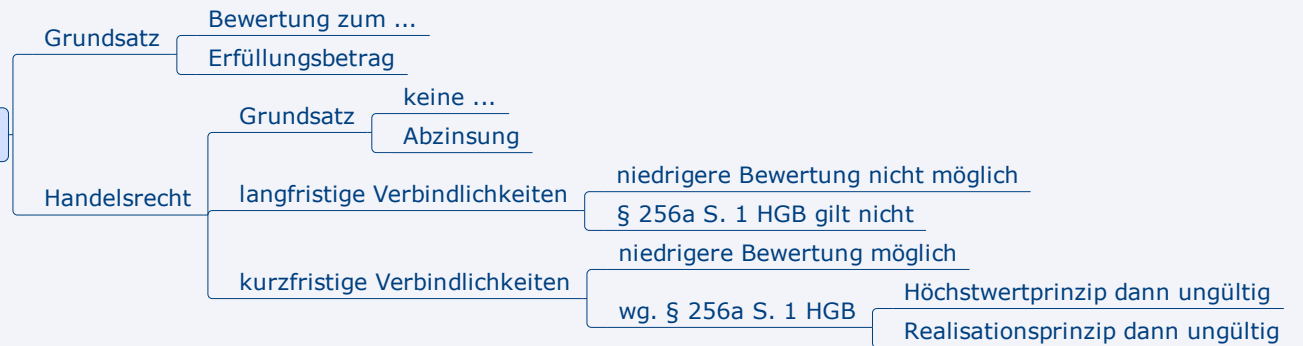 Grundsatz
Bewertung zum ...
Erfüllungsbetrag
Handelsrecht
Grundsatz
keine ...
Abzinsung
langfristige Verbindlichkeiten
niedrigere Bewertung nicht möglich
§ 256a S. 1 HGB gilt nicht
kurzfristige Verbindlichkeiten
niedrigere Bewertung möglich
wg. § 256a S. 1 HGB
Höchstwertprinzip dann ungültig
Realisationsprinzip dann ungültig